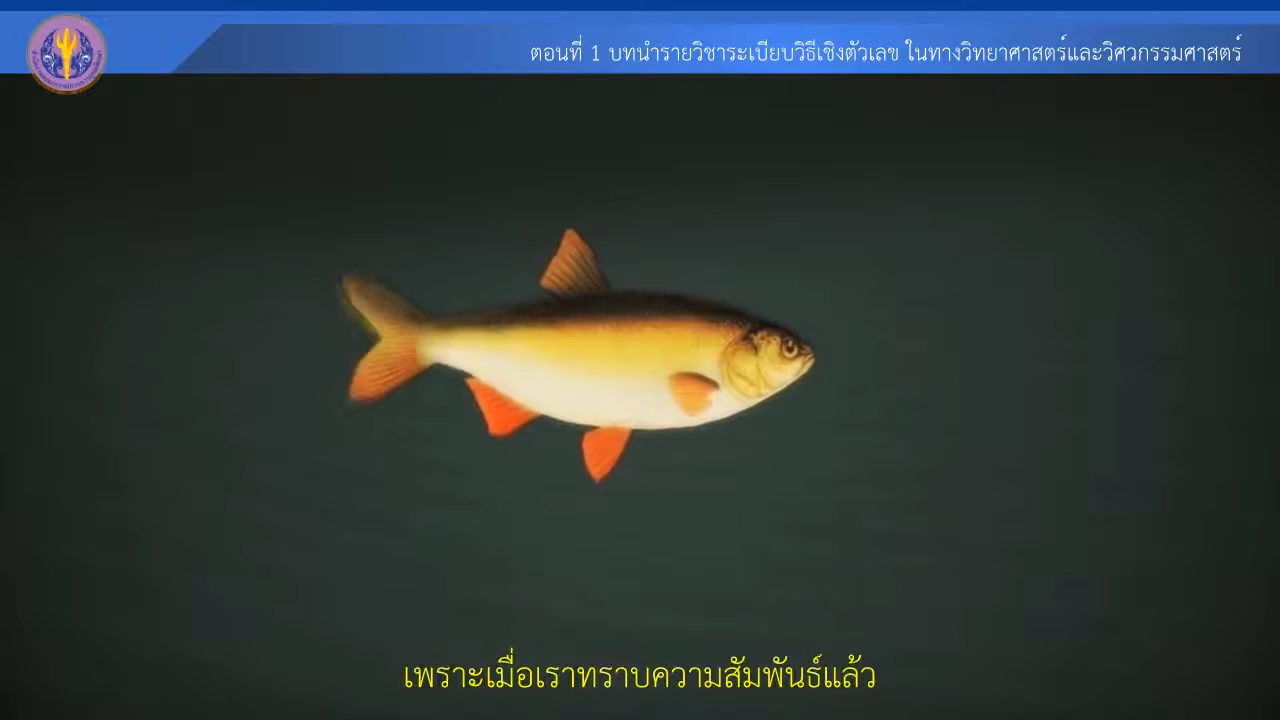 ตอนที่ 1 บทนำรายวิชาระเบียบวิธีเชิงตัวเลข ในทางวิทยาศาสตร์และวิศวกรรมศาสตร์
เพราะเมื่อเราทราบความสัมพันธ์แล้ว